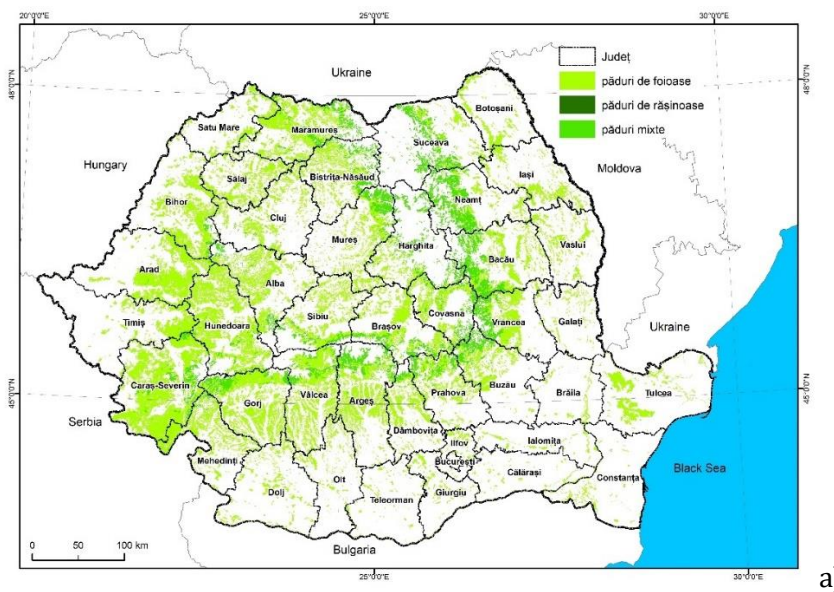 20°0'0"E
25°0'0"E
30°0'0"E
48°0'0"N
48°0'0"N
Ukraine
Județ
păduri de foioase
păduri de rășinoase
păduri mixte
Botoșani
Satu Mare
Maramureș
Suceava
Hungary
Moldova
Sălaj
Bistrița-Năsăud
Iași
Neamț
Bihor
Cluj
Mureș
Harghita
Vaslui
Bacău
Arad
Alba
Timiș
Hunedoara
Sibiu
Brașov
Covasna
Vrancea
Galați
Ukraine
Caraș-Severin
Gorj
Vâlcea
Argeș
Prahova
Buzău
Brăila
Tulcea
45°0'0"N
45°0'0"N
Serbia
Dâmbovița
Ilfov
Ialomița
Mehedinți
București
Călărași
Black Sea
Dolj
Olt
Teleorman
Giurgiu
Constanța
0 50 100 km
Bulgaria
25°0'0"E
30°0'0"E